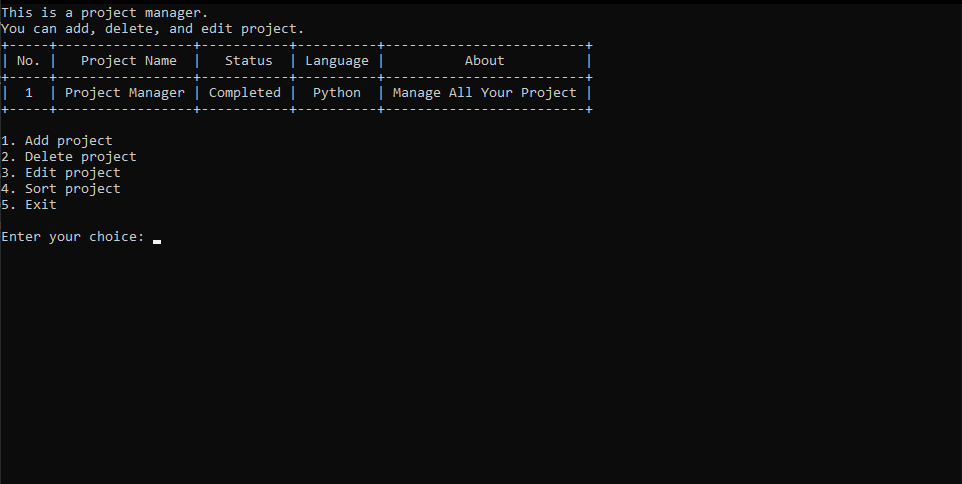 This is a project manager.
You can add, delete, and edit project.
+-----+-----------------+-----------+----------+-------------------------+
| No. |   Project Name  |   Status  | Language |          About          |
+-----+-----------------+-----------+----------+-------------------------+
|  1  | Project Manager | Completed |  Python  | Manage All Your Project |
+-----+-----------------+-----------+----------+-------------------------+
1. Add project
2. Delete project
3. Edit project
4. Sort project
5. Exit
Enter your choice: